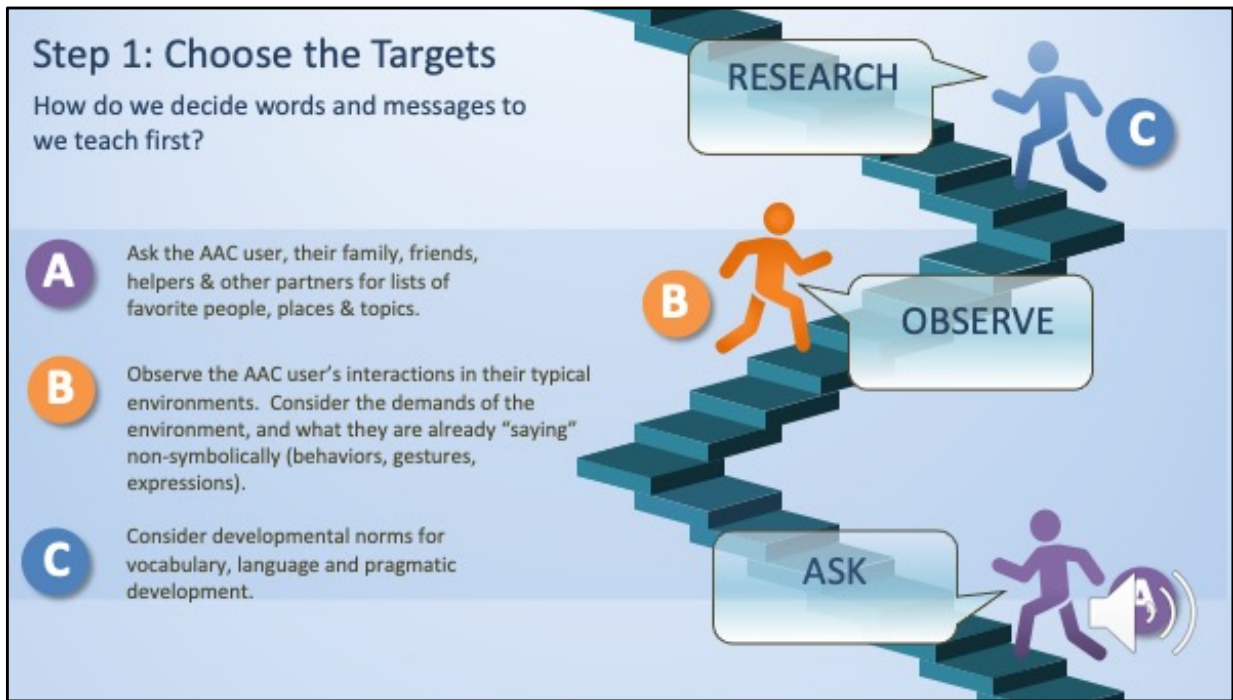 Step 1: Choose the Targets
How do we decide words and messages to
we teach first?
A
Ask the AAC user, their family, friends,
helpers & other partners for lists of
favorite people, places & topics.
B
Observe the AAC user's interactions in their typical
environments.  Consider the demands of the
environment, and what they are already "saying"
non-symbolically (behaviors, gestures,
expressions).
C
Consider developmental norms for
vocabulary, language and pragmatic
development.
RESEARCH
C
B
OBSERVE
ASK
A